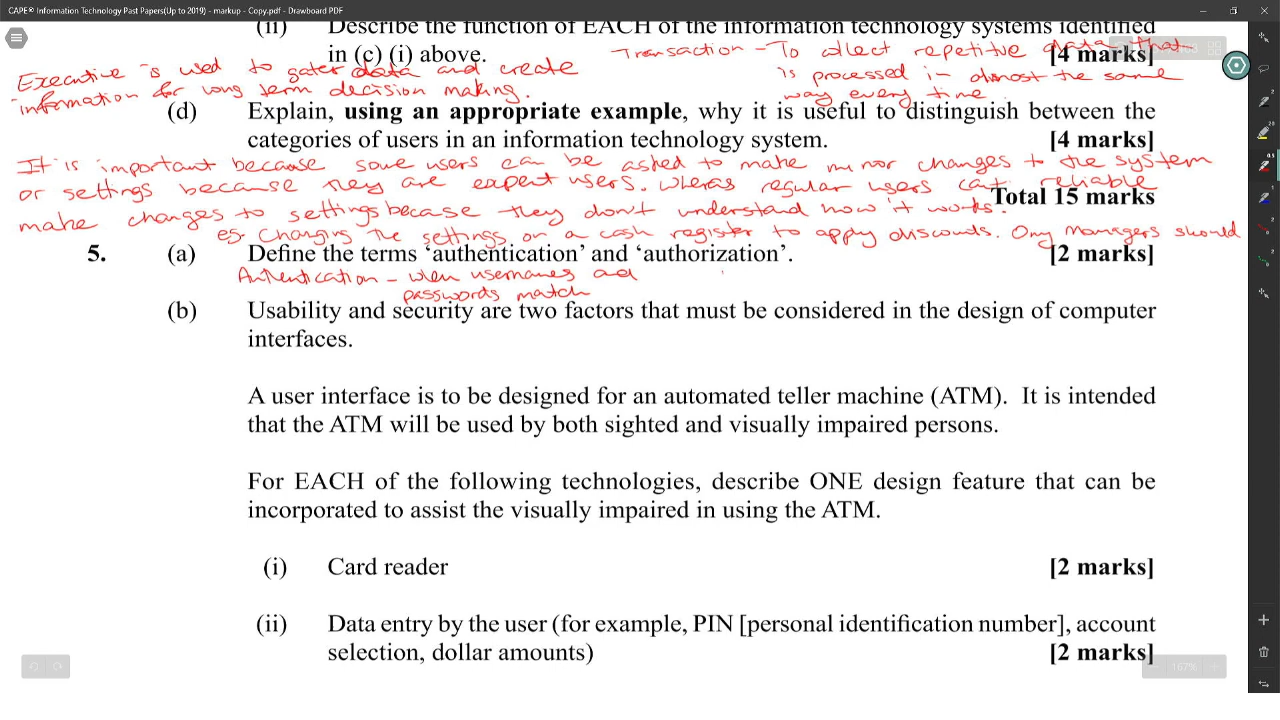 CAPE® Information Technology Past Papers(Up to 2019) - markup - Copy.pdf - Drawboard PDF
(ii) Describe the function of EACH of the information technology systems identified
in (c) (i) above. [4 marks]
Transaction - To collect repetitive data that
is processed in almost the same
way every time
Executive is used to gater data and create
information for long term decision making.
(d) Explain, using an appropriate example, why it is useful to distinguish between the
categories of users in an information technology system. [4 marks]
It is important because some users can be asked to make minor changes to the system
or settings because they are expert users. Wheras regular users cat reliable
Total 15 marks
make changes to settings because they don't understand how it works.
eg. Changing the settings on a cash register to apply discounds. Ony managers should
5. (a) Define the terms ‘authentication’ and ‘authorization’. [2 marks]
Autentication - when usernames and
passwords match
(b) Usability and security are two factors that must be considered in the design of computer
interfaces.
A user interface is to be designed for an automated teller machine (ATM). It is intended
that the ATM will be used by both sighted and visually impaired persons.
For EACH of the following technologies, describe ONE design feature that can be
incorporated to assist the visually impaired in using the ATM.
(i) Card reader [2 marks]
(ii) Data entry by the user (for example, PIN [personal identification number], account
selection, dollar amounts) [2 marks]
167%